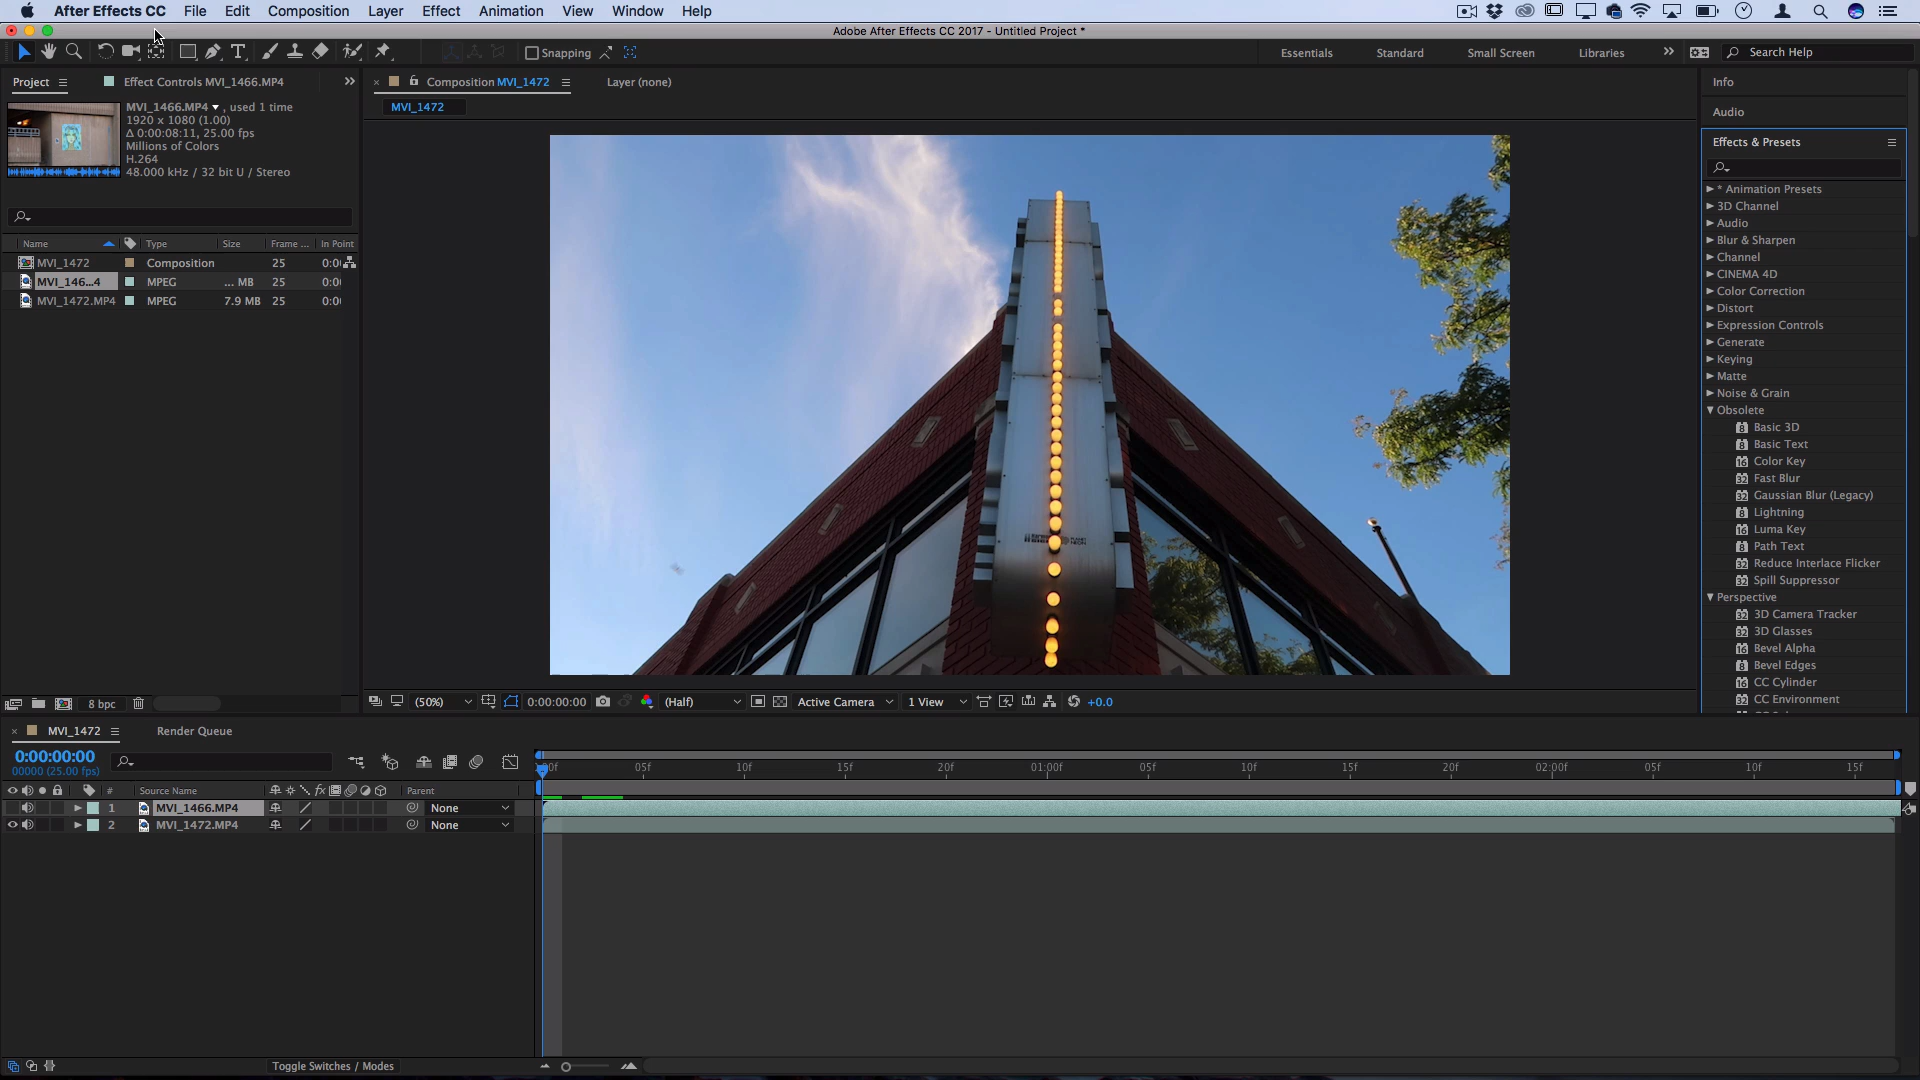 After Effects CC File Edit Composition Layer Effect Animation View Window Help
Adobe After Effects CC 2017 - Untitled Project *
Snapping Essentials Standard Small Screen Libraries » Search Help
Project Effect Controls MVI_1466.MP4 »
Composition MVI_1472 Layer (none)
MVI_1472
MVI_1466.MP4 , used 1 time
1920 x 1080 (1.00)
Δ 0:00:08:11, 25.00 fps
Millions of Colors
H.264
48.000 kHz / 32 bit U / Stereo
Name Type Size Frame ... In Point
MVI_1472 Composition 25 0:0
MVI_146...4 MPEG ... MB 25 0:0
MVI_1472.MP4 MPEG 7.9 MB 25 0:0
8 bpc
(50%) 0:00:00:00 (Half) Active Camera 1 View +0.0
Info
Audio
Effects & Presets
* Animation Presets
3D Channel
Audio
Blur & Sharpen
Channel
CINEMA 4D
Color Correction
Distort
Expression Controls
Generate
Keying
Matte
Noise & Grain
Obsolete
Basic 3D
Basic Text
Color Key
Fast Blur
Gaussian Blur (Legacy)
Lightning
Luma Key
Path Text
Reduce Interlace Flicker
Spill Suppressor
Perspective
3D Camera Tracker
3D Glasses
Bevel Alpha
Bevel Edges
CC Cylinder
CC Environment
MVI_1472 Render Queue
0:00:00:00
00000 (25.00 fps)
05f 10f 15f 20f 01:00f 05f 10f 15f 20f 02:00f 05f 10f 15f
# Source Name fx Parent
1 MVI_1466.MP4 None
2 MVI_1472.MP4 None
Toggle Switches / Modes